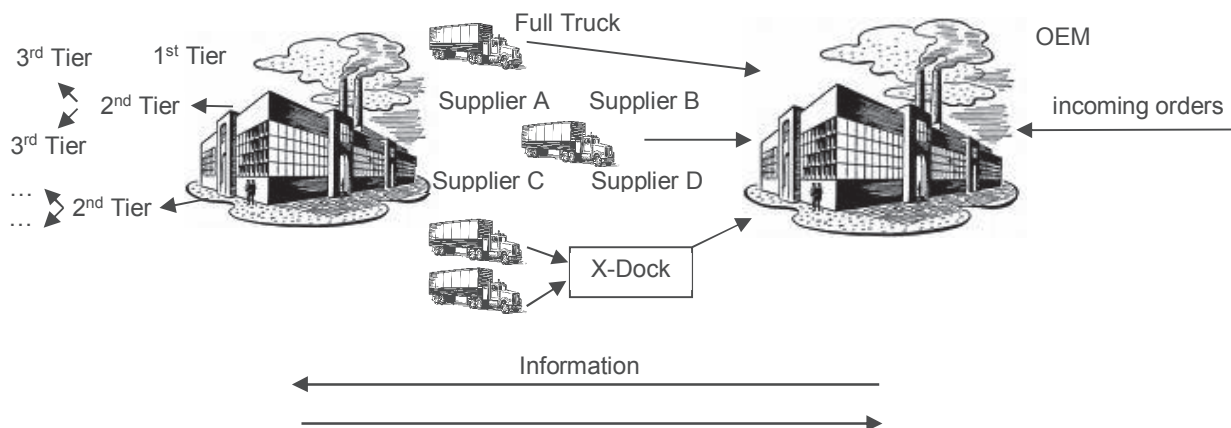 Full Truck
OEM
3rd Tier
1st Tier
2nd Tier
Supplier A
Supplier B
incoming orders
3rd Tier
Supplier C
Supplier D
…
2nd Tier
…
X-Dock
Information